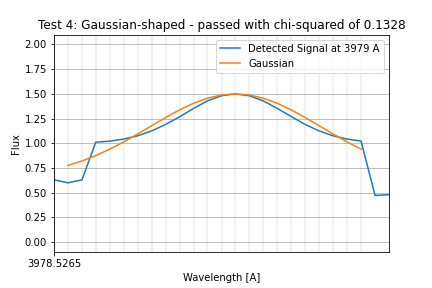 Test 4: Gaussian-shaped - passed with chi-squared of 0.1328
2.00
1.75
1.50
1.25
1.00
0.75
0.50
0.25
0.00
Flux
Detected Signal at 3979 A
Gaussian
3978.5265
Wavelength [A]